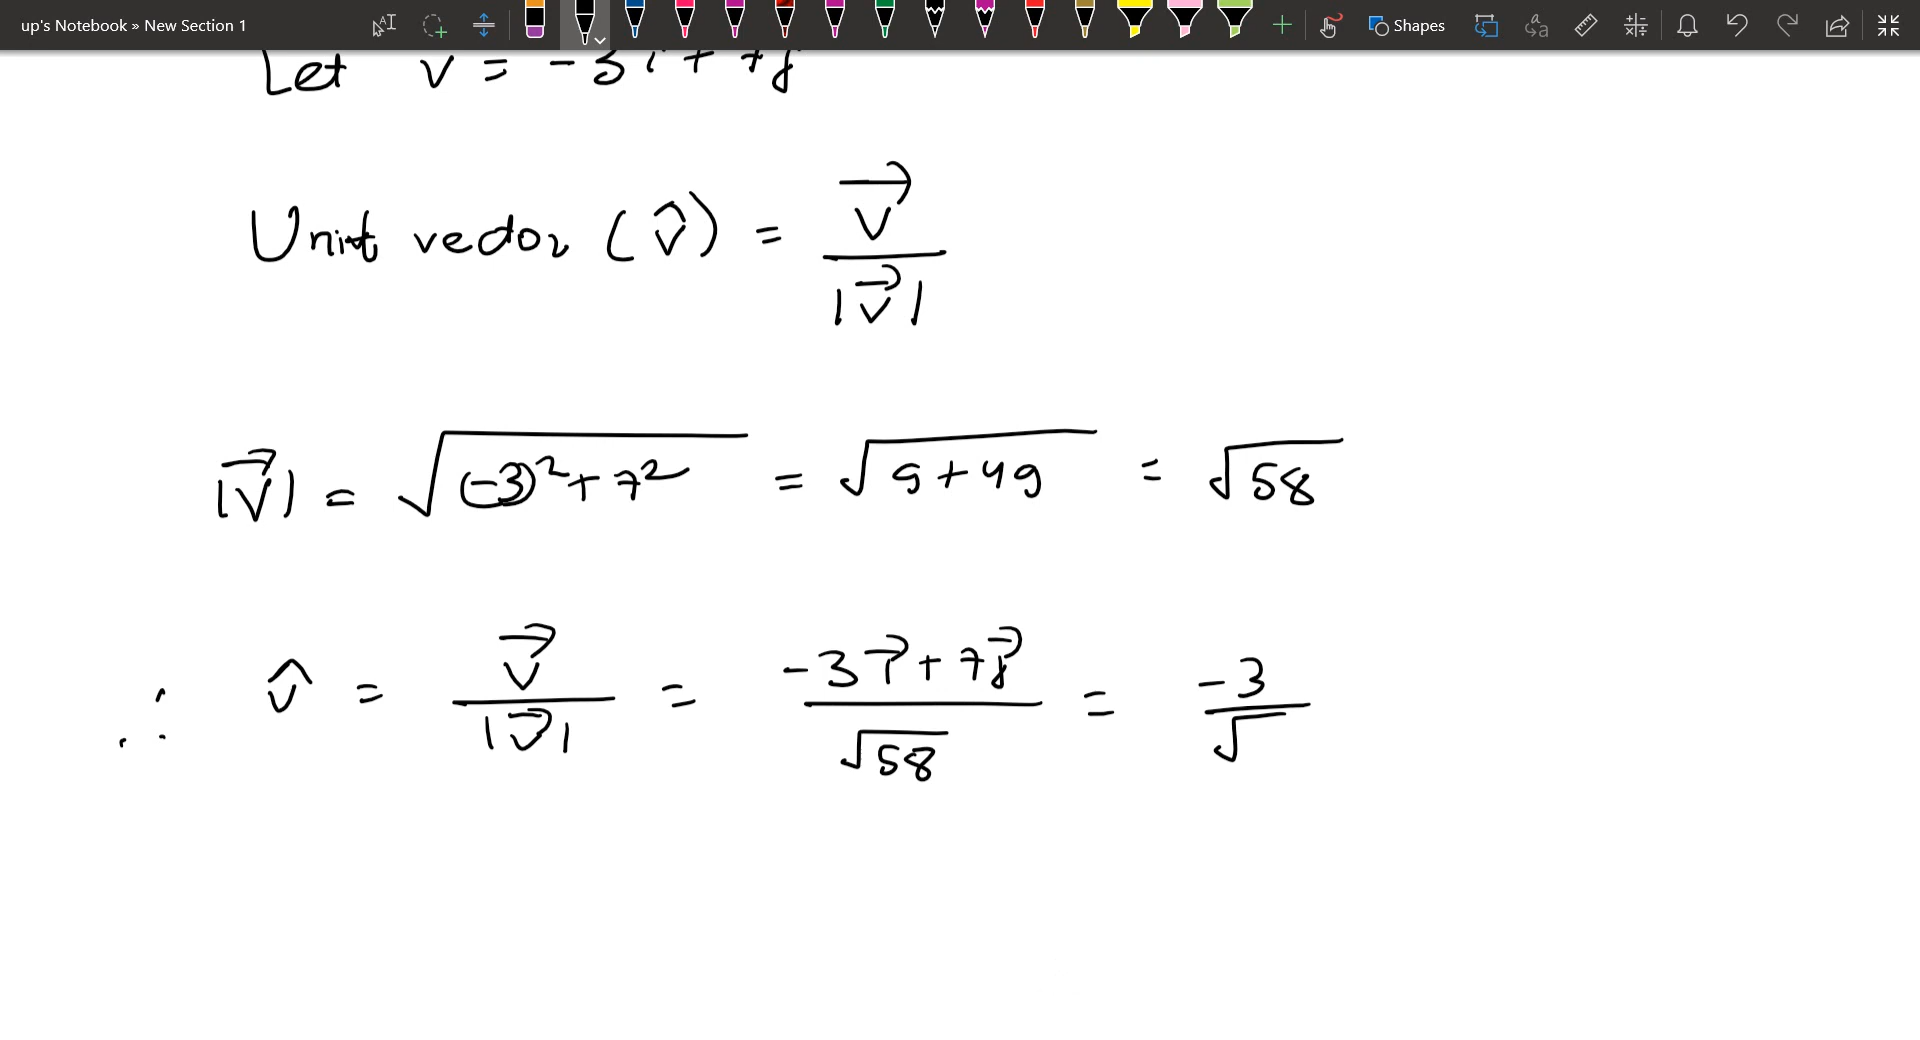 up's Notebook » New Section 1
Shapes
Let v = -3i + 7j
Unit vector (v̂) = v⃗ / |v⃗|
|v⃗| = √((-3)² + 7²) = √(9 + 49) = √58
∴ v̂ = v⃗ / |v⃗| = (-3i⃗ + 7j⃗) / √58 = -3 / √